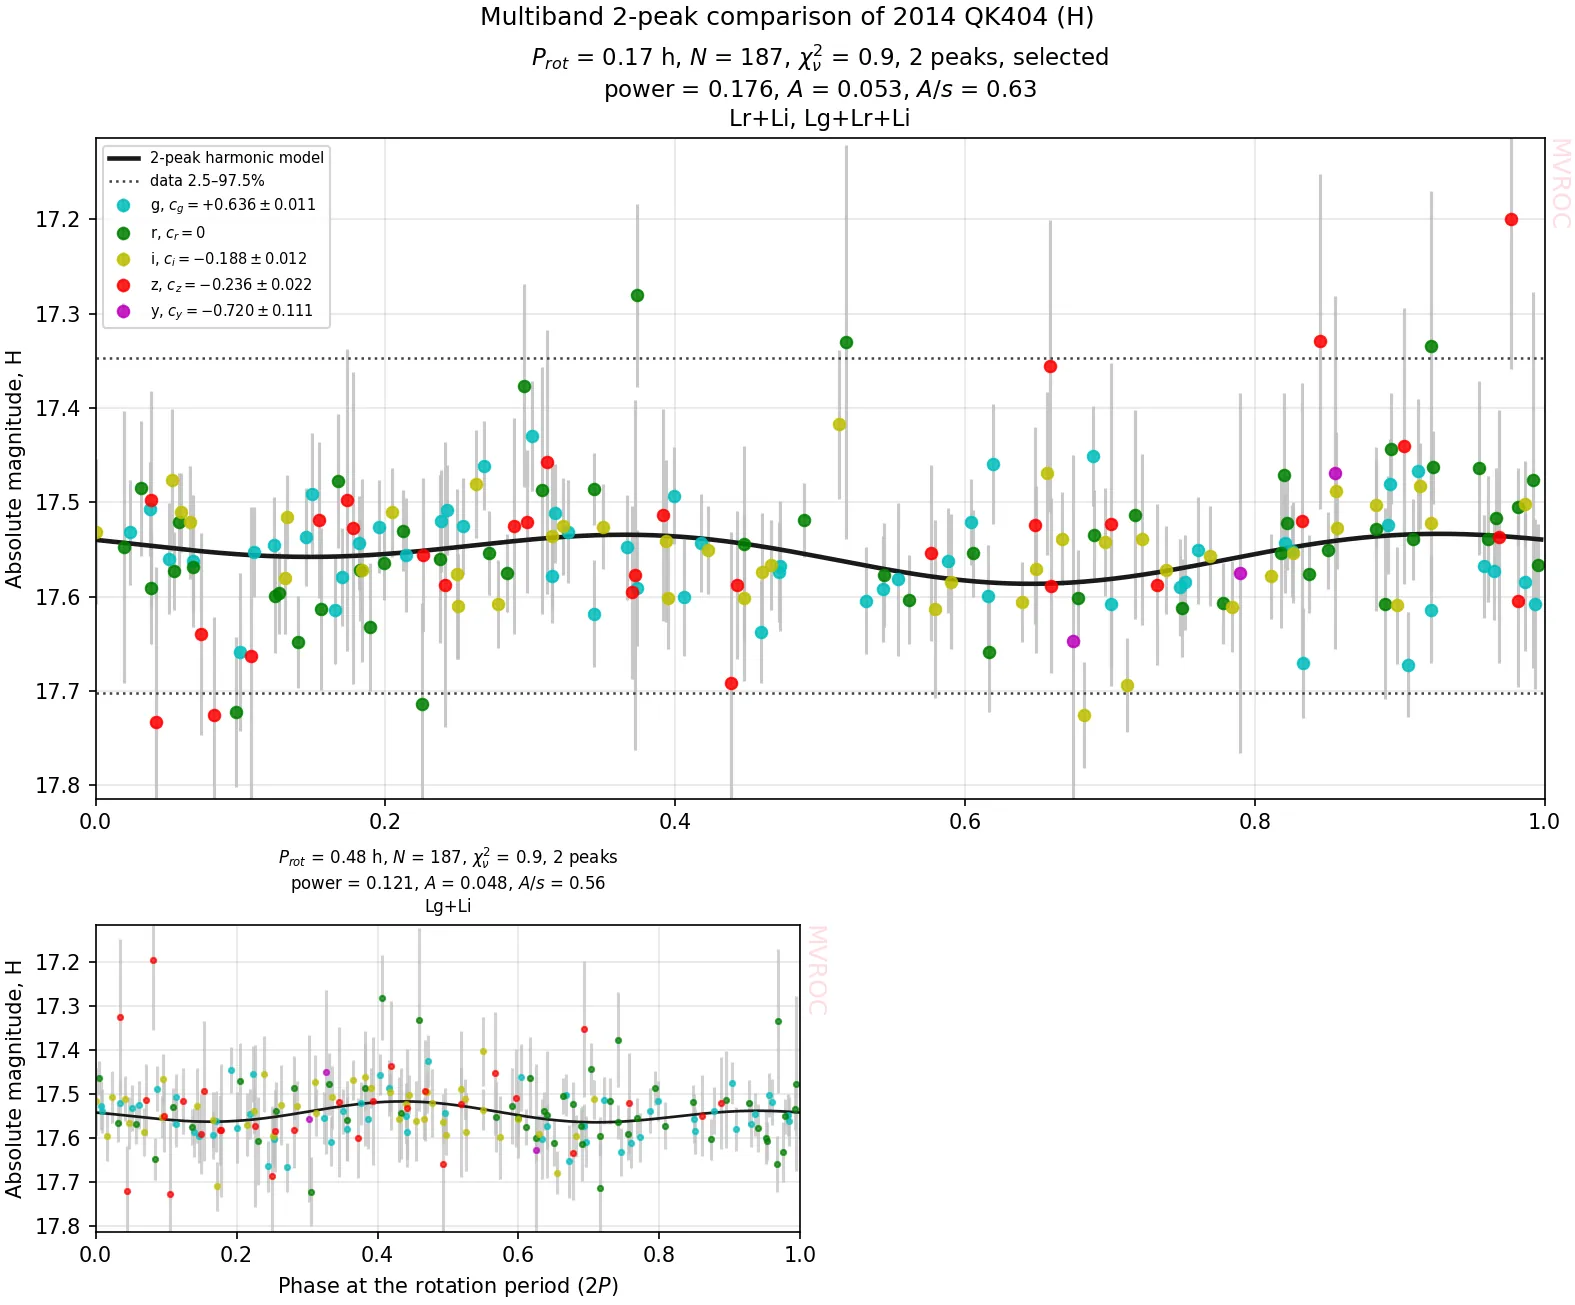 Multiband 2-peak comparison of 2014 QK404 (H)
P_rot = 0.17 h, N = 187, χ²_ν = 0.9, 2 peaks, selected
power = 0.176, A = 0.053, A/s = 0.63
Lr+Li, Lg+Lr+Li
2-peak harmonic model
data 2.5–97.5%
g, c_g = +0.636 ± 0.011
r, c_r = 0
i, c_i = −0.188 ± 0.012
z, c_z = −0.236 ± 0.022
y, c_y = −0.720 ± 0.111
MVROC
Absolute magnitude, H
17.2
17.3
17.4
17.5
17.6
17.7
17.8
0.0 0.2 0.4 0.6 0.8 1.0
P_rot = 0.48 h, N = 187, χ²_ν = 0.9, 2 peaks
power = 0.121, A = 0.048, A/s = 0.56
Lg+Li
MVROC
Absolute magnitude, H
17.2
17.3
17.4
17.5
17.6
17.7
17.8
0.0 0.2 0.4 0.6 0.8 1.0
Phase at the rotation period (2P)